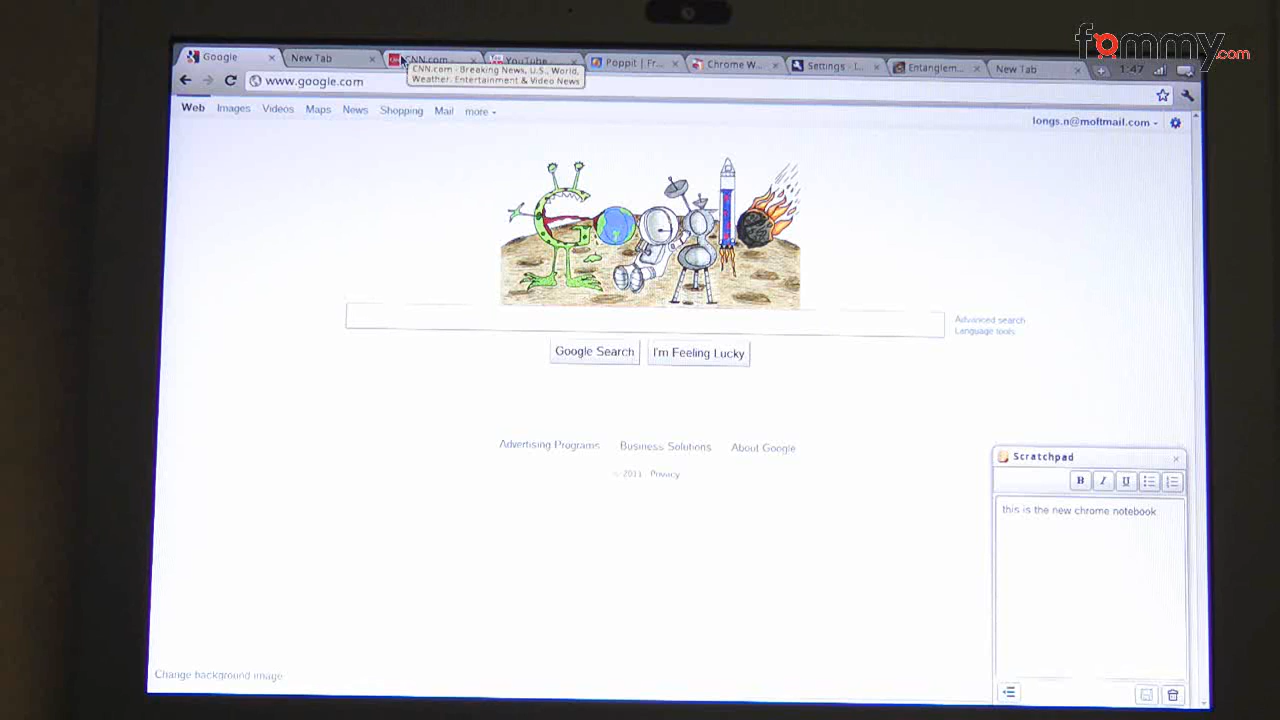 fommy.com
Google
New Tab
CNN.com
YouTube
Poppit | Fr...
Chrome W...
Settings - I...
Entanglem...
New Tab
1:47
CNN.com - Breaking News, U.S., World,
Weather, Entertainment & Video News
www.google.com
Web Images Videos Maps News Shopping Mail more
longs.n@moftmail.com
Advanced search
Language tools
Google Search I'm Feeling Lucky
Advertising Programs Business Solutions About Google
© 2011 - Privacy
Scratchpad
B I U
this is the new chrome notebook
Change background image